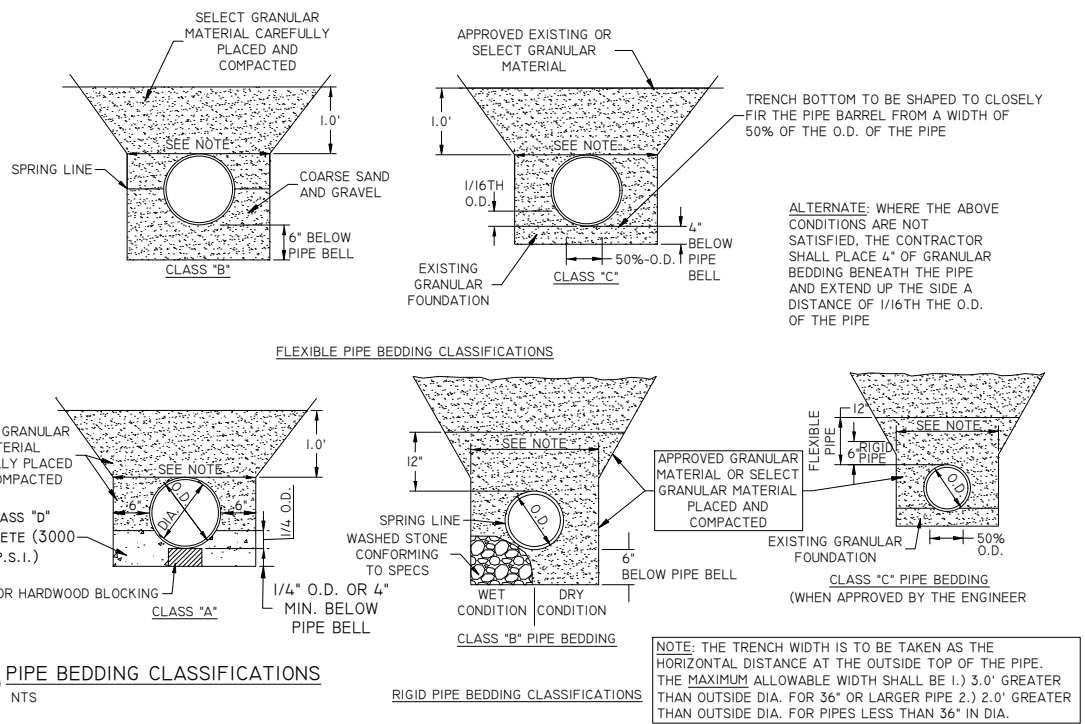 SELECT GRANULAR
MATERIAL CAREFULLY
PLACED AND
COMPACTED
1.0'
SEE NOTE
SPRING LINE
COARSE SAND
AND GRAVEL
6" BELOW
PIPE BELL
CLASS "B"
APPROVED EXISTING OR
SELECT GRANULAR
MATERIAL
1.0'
SEE NOTE
TRENCH BOTTOM TO BE SHAPED TO CLOSELY
FIR THE PIPE BARREL FROM A WIDTH OF
50% OF THE O.D. OF THE PIPE
1/16TH
O.D.
4"
BELOW
PIPE
BELL
50%-O.D.
EXISTING
GRANULAR
FOUNDATION
CLASS "C"
ALTERNATE: WHERE THE ABOVE
CONDITIONS ARE NOT
SATISFIED, THE CONTRACTOR
SHALL PLACE 4" OF GRANULAR
BEDDING BENEATH THE PIPE
AND EXTEND UP THE SIDE A
DISTANCE OF 1/16TH THE O.D.
OF THE PIPE
FLEXIBLE PIPE BEDDING CLASSIFICATIONS
GRANULAR
TERIAL
LLY PLACED
COMPACTED
1.0'
SEE NOTE
O.D.
DIA.
6"
6"
1/4 O.D.
ASS "D"
ETE (3000
P.S.I.)
OR HARDWOOD BLOCKING
CLASS "A"
1/4" O.D. OR 4"
MIN. BELOW
PIPE BELL
SEE NOTE
12"
O.D.
SPRING LINE
WASHED STONE
CONFORMING
TO SPECS
6"
BELOW PIPE BELL
WET
CONDITION
DRY
CONDITION
CLASS "B" PIPE BEDDING
APPROVED GRANULAR
MATERIAL OR SELECT
GRANULAR MATERIAL
PLACED AND
COMPACTED
FLEXIBLE
PIPE
12"
6"
RIGID
PIPE
SEE NOTE
O.D.
EXISTING GRANULAR
FOUNDATION
50%
O.D.
CLASS "C" PIPE BEDDING
(WHEN APPROVED BY THE ENGINEER
PIPE BEDDING CLASSIFICATIONS
NTS
RIGID PIPE BEDDING CLASSIFICATIONS
NOTE: THE TRENCH WIDTH IS TO BE TAKEN AS THE
HORIZONTAL DISTANCE AT THE OUTSIDE TOP OF THE PIPE.
THE MAXIMUM ALLOWABLE WIDTH SHALL BE 1.) 3.0' GREATER
THAN OUTSIDE DIA. FOR 36" OR LARGER PIPE 2.) 2.0' GREATER
THAN OUTSIDE DIA. FOR PIPES LESS THAN 36" IN DIA.